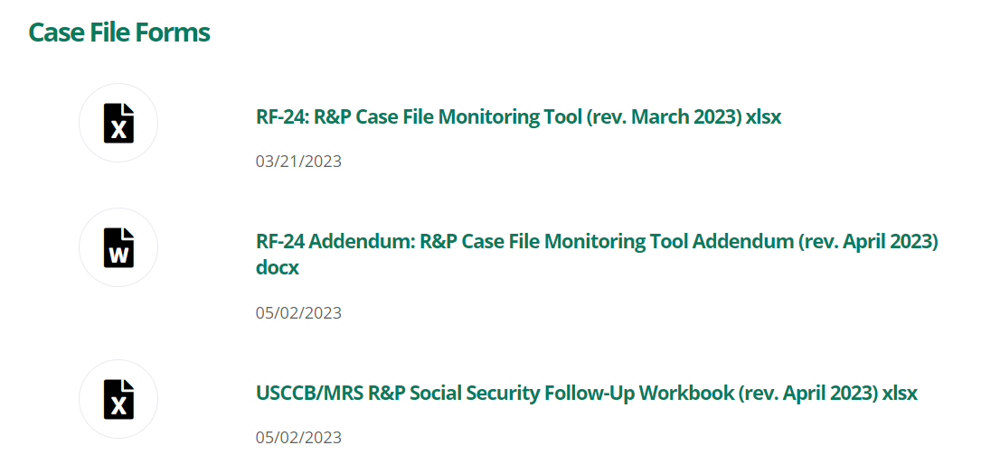 Case File Forms
X
RF-24: R&P Case File Monitoring Tool (rev. March 2023) xlsx
03/21/2023
W
RF-24 Addendum: R&P Case File Monitoring Tool Addendum (rev. April 2023)
docx
05/02/2023
X
USCCB/MRS R&P Social Security Follow-Up Workbook (rev. April 2023) xlsx
05/02/2023